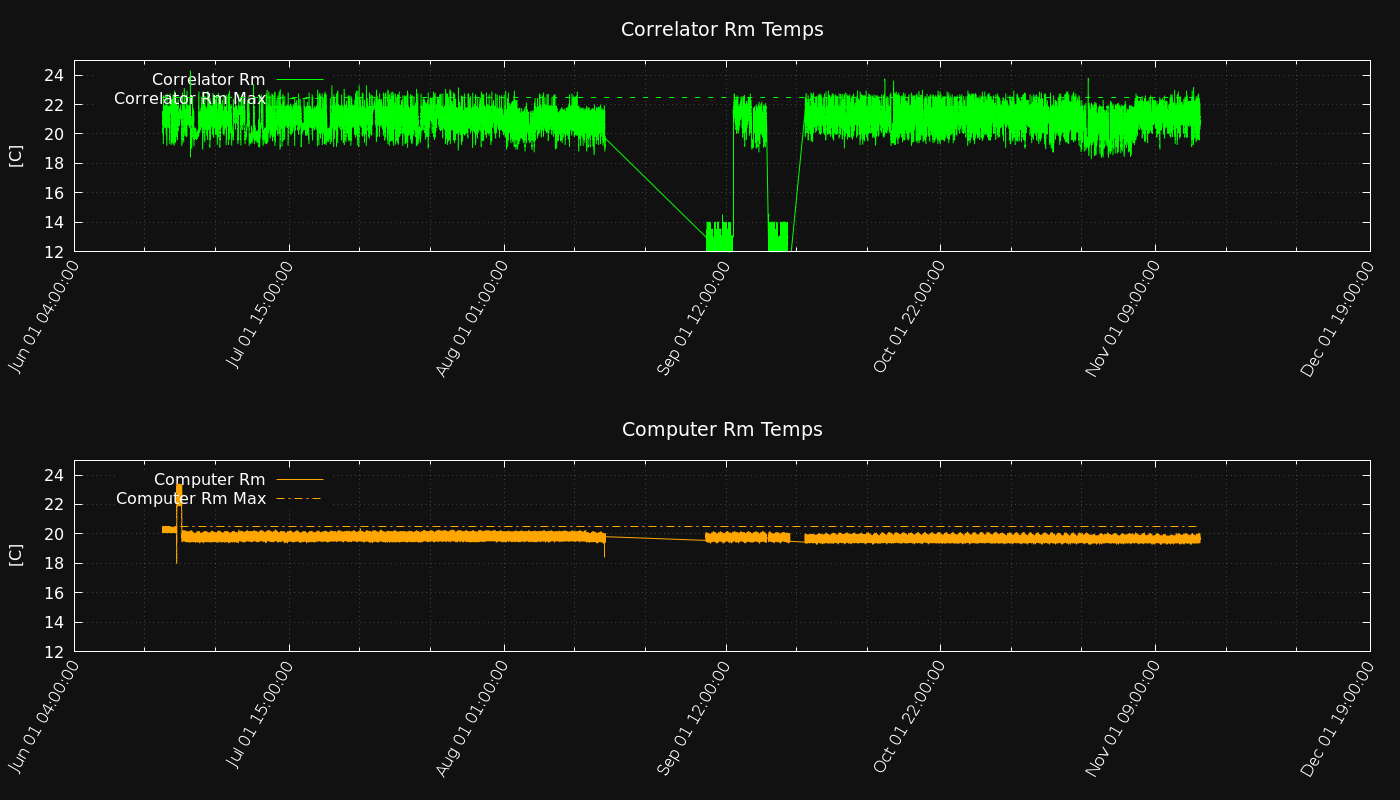 Correlator Rm Temps
Correlator Rm
Correlator Rm Max
[C]
24
22
20
18
16
14
12
Jun 01 04:00:00
Jul 01 15:00:00
Aug 01 01:00:00
Sep 01 12:00:00
Oct 01 22:00:00
Nov 01 09:00:00
Dec 01 19:00:00
Computer Rm Temps
Computer Rm
Computer Rm Max
[C]
24
22
20
18
16
14
12
Jun 01 04:00:00
Jul 01 15:00:00
Aug 01 01:00:00
Sep 01 12:00:00
Oct 01 22:00:00
Nov 01 09:00:00
Dec 01 19:00:00